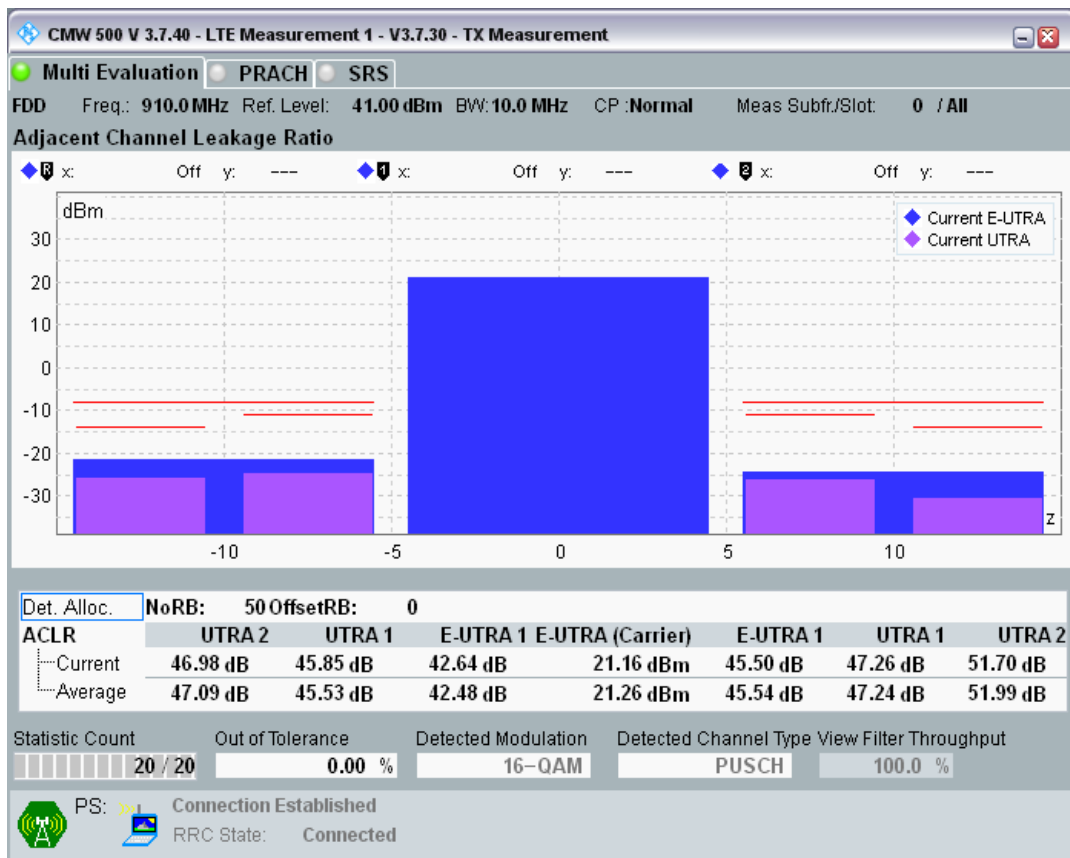 CMW 500 V 3.7.40 - LTE Measurement 1 - V3.7.30 - TX Measurement
Multi Evaluation PRACH SRS
FDD Freq.: 910.0 MHz Ref. Level: 41.00 dBm BW: 10.0 MHz CP :Normal Meas Subfr./Slot: 0 / All
Adjacent Channel Leakage Ratio
R x: Off y: --- 1 x: Off y: --- 2 x: Off y: ---
dBm
Current E-UTRA
Current UTRA
30
20
10
0
-10
-20
-30
z
-10 -5 0 5 10
Det. Alloc. NoRB: 50 OffsetRB: 0
ACLR UTRA 2 UTRA 1 E-UTRA 1 E-UTRA (Carrier) E-UTRA 1 UTRA 1 UTRA 2
Current 46.98 dB 45.85 dB 42.64 dB 21.16 dBm 45.50 dB 47.26 dB 51.70 dB
Average 47.09 dB 45.53 dB 42.48 dB 21.26 dBm 45.54 dB 47.24 dB 51.99 dB
Statistic Count Out of Tolerance Detected Modulation Detected Channel Type View Filter Throughput
20 / 20 0.00 % 16-QAM PUSCH 100.0 %
PS: Connection Established
RRC State: Connected